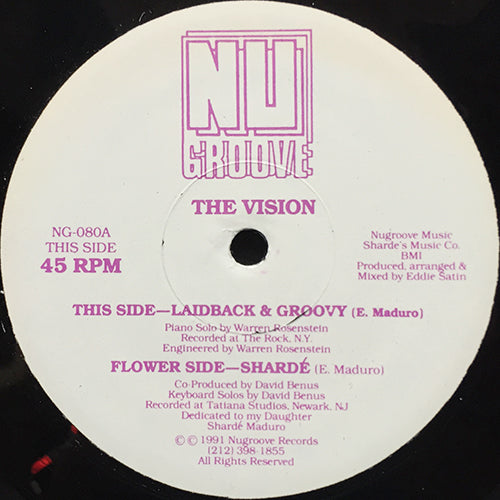 NU
GROOVE
THE VISION
NG-080A
THIS SIDE
45 RPM
Nugroove Music
Sharde's Music Co.
BMI
Produced, arranged &
Mixed by Eddie Satin
THIS SIDE—LAIDBACK & GROOVY (E. Maduro)
Piano Solo by Warren Rosenstein
Recorded at The Rock, N.Y.
Engineered by Warren Rosenstein
FLOWER SIDE—SHARDÉ (E. Maduro)
Co-Produced by David Benus
Keyboard Solos by David Benus
Recorded at Tatiana Studios, Newark, NJ
Dedicated to my Daughter
Shardé Maduro
© © 1991 Nugroove Records
(212) 398-1855
All Rights Reserved